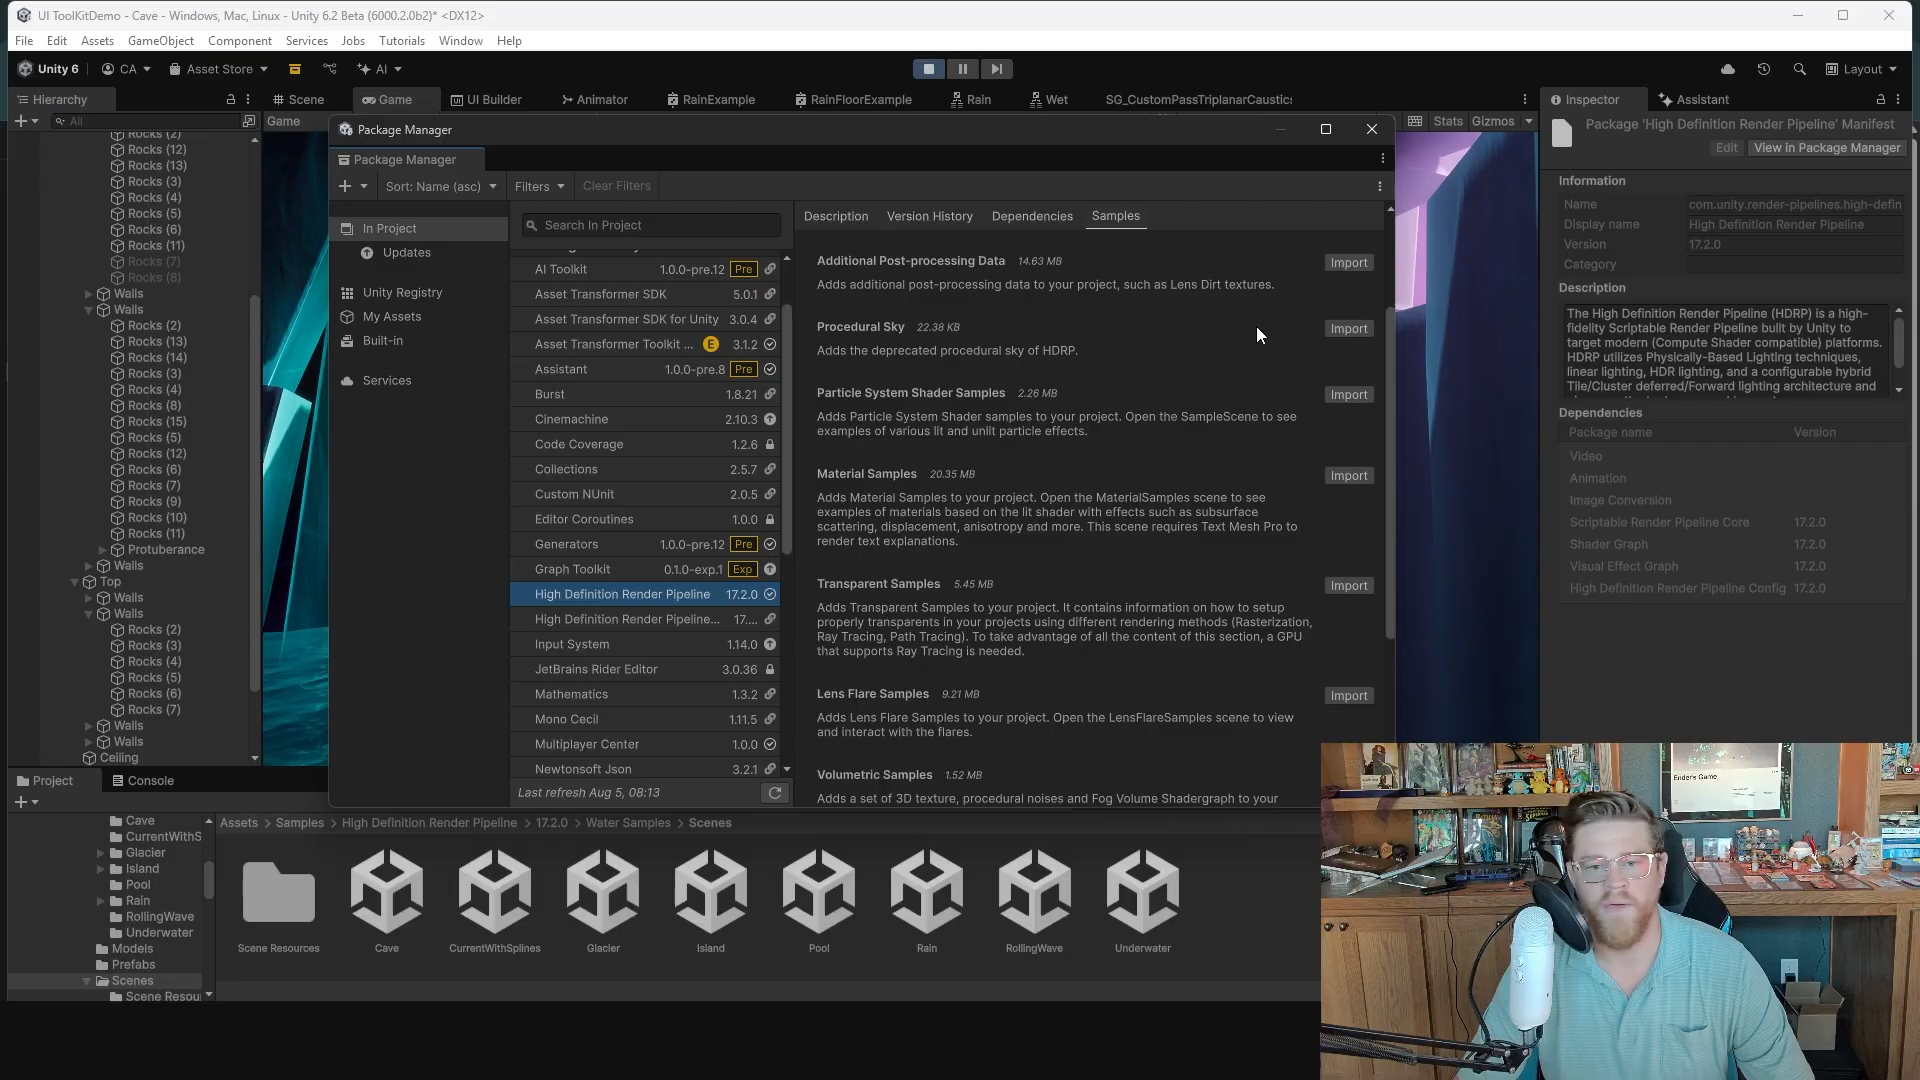 UI ToolKitDemo - Cave - Windows, Mac, Linux - Unity 6.2 Beta (6000.2.0b2)* <DX12>
File Edit Assets GameObject Component Services Jobs Tutorials Window Help
Unity 6 CA Asset Store AI Layout
Hierarchy Scene Game UI Builder Animator RainExample RainFloorExample Rain Wet SG_CustomPassTriplanarCaustics Inspector Assistant
All
Game
Stats Gizmos
Rocks (2)
Rocks (12)
Rocks (13)
Rocks (3)
Rocks (4)
Rocks (5)
Rocks (6)
Rocks (11)
Rocks (7)
Rocks (8)
Walls
Walls
Rocks (2)
Rocks (13)
Rocks (14)
Rocks (3)
Rocks (4)
Rocks (8)
Rocks (15)
Rocks (5)
Rocks (12)
Rocks (6)
Rocks (7)
Rocks (9)
Rocks (10)
Rocks (11)
Protuberance
Walls
Top
Walls
Walls
Rocks (2)
Rocks (3)
Rocks (4)
Rocks (5)
Rocks (6)
Rocks (7)
Walls
Walls
Ceiling
Package Manager
Package Manager
Sort: Name (asc) Filters Clear Filters
In Project
Updates
Unity Registry
My Assets
Built-in
Services
Search In Project
AI Toolkit 1.0.0-pre.12 Pre
Asset Transformer SDK 5.0.1
Asset Transformer SDK for Unity 3.0.4
Asset Transformer Toolkit ... E 3.1.2
Assistant 1.0.0-pre.8 Pre
Burst 1.8.21
Cinemachine 2.10.3
Code Coverage 1.2.6
Collections 2.5.7
Custom NUnit 2.0.5
Editor Coroutines 1.0.0
Generators 1.0.0-pre.12 Pre
Graph Toolkit 0.1.0-exp.1 Exp
High Definition Render Pipeline 17.2.0
High Definition Render Pipeline... 17....
Input System 1.14.0
JetBrains Rider Editor 3.0.36
Mathematics 1.3.2
Mono Cecil 1.11.5
Multiplayer Center 1.0.0
Newtonsoft Json 3.2.1
Last refresh Aug 5, 08:13
Description Version History Dependencies Samples
Additional Post-processing Data 14.63 MB Import
Adds additional post-processing data to your project, such as Lens Dirt textures.
Procedural Sky 22.38 KB Import
Adds the deprecated procedural sky of HDRP.
Particle System Shader Samples 2.26 MB Import
Adds Particle System Shader samples to your project. Open the SampleScene to see
examples of various lit and unlit particle effects.
Material Samples 20.35 MB Import
Adds Material Samples to your project. Open the MaterialSamples scene to see
examples of materials based on the lit shader with effects such as subsurface
scattering, displacement, anisotropy and more. This scene requires Text Mesh Pro to
render text explanations.
Transparent Samples 5.45 MB Import
Adds Transparent Samples to your project. It contains information on how to setup
properly transparents in your projects using different rendering methods (Rasterization,
Ray Tracing, Path Tracing). To take advantage of all the content of this section, a GPU
that supports Ray Tracing is needed.
Lens Flare Samples 9.21 MB Import
Adds Lens Flare Samples to your project. Open the LensFlareSamples scene to view
and interact with the flares.
Volumetric Samples 1.52 MB
Adds a set of 3D texture, procedural noises and Fog Volume Shadergraph to your
Package 'High Definition Render Pipeline' Manifest
Edit View in Package Manager
Information
Name com.unity.render-pipelines.high-defin
Display name High Definition Render Pipeline
Version 17.2.0
Category
Description
The High Definition Render Pipeline (HDRP) is a high-
fidelity Scriptable Render Pipeline built by Unity to
target modern (Compute Shader compatible) platforms.
HDRP utilizes Physically-Based Lighting techniques,
linear lighting, HDR lighting, and a configurable hybrid
Tile/Cluster deferred/Forward lighting architecture and
Dependencies
Package name Version
Video
Animation
Image Conversion
Scriptable Render Pipeline Core 17.2.0
Shader Graph 17.2.0
Visual Effect Graph 17.2.0
High Definition Render Pipeline Config 17.2.0
Project Console
Cave
CurrentWithS
Glacier
Island
Pool
Rain
RollingWave
Underwater
Models
Prefabs
Scenes
Scene Resou
Assets > Samples > High Definition Render Pipeline > 17.2.0 > Water Samples > Scenes
Scene Resources Cave CurrentWithSplines Glacier Island Pool Rain RollingWave Underwater
Ender's Game